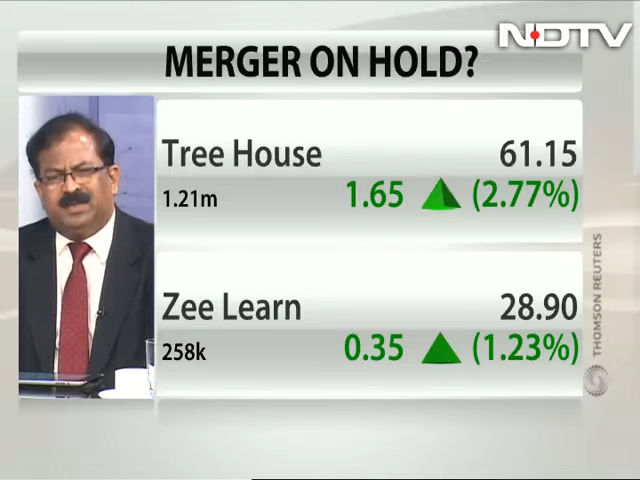 NDTV
MERGER ON HOLD?
Tree House 61.15
1.21m 1.65 (2.77%)
Zee Learn 28.90
258k 0.35 (1.23%)
THOMSON REUTERS